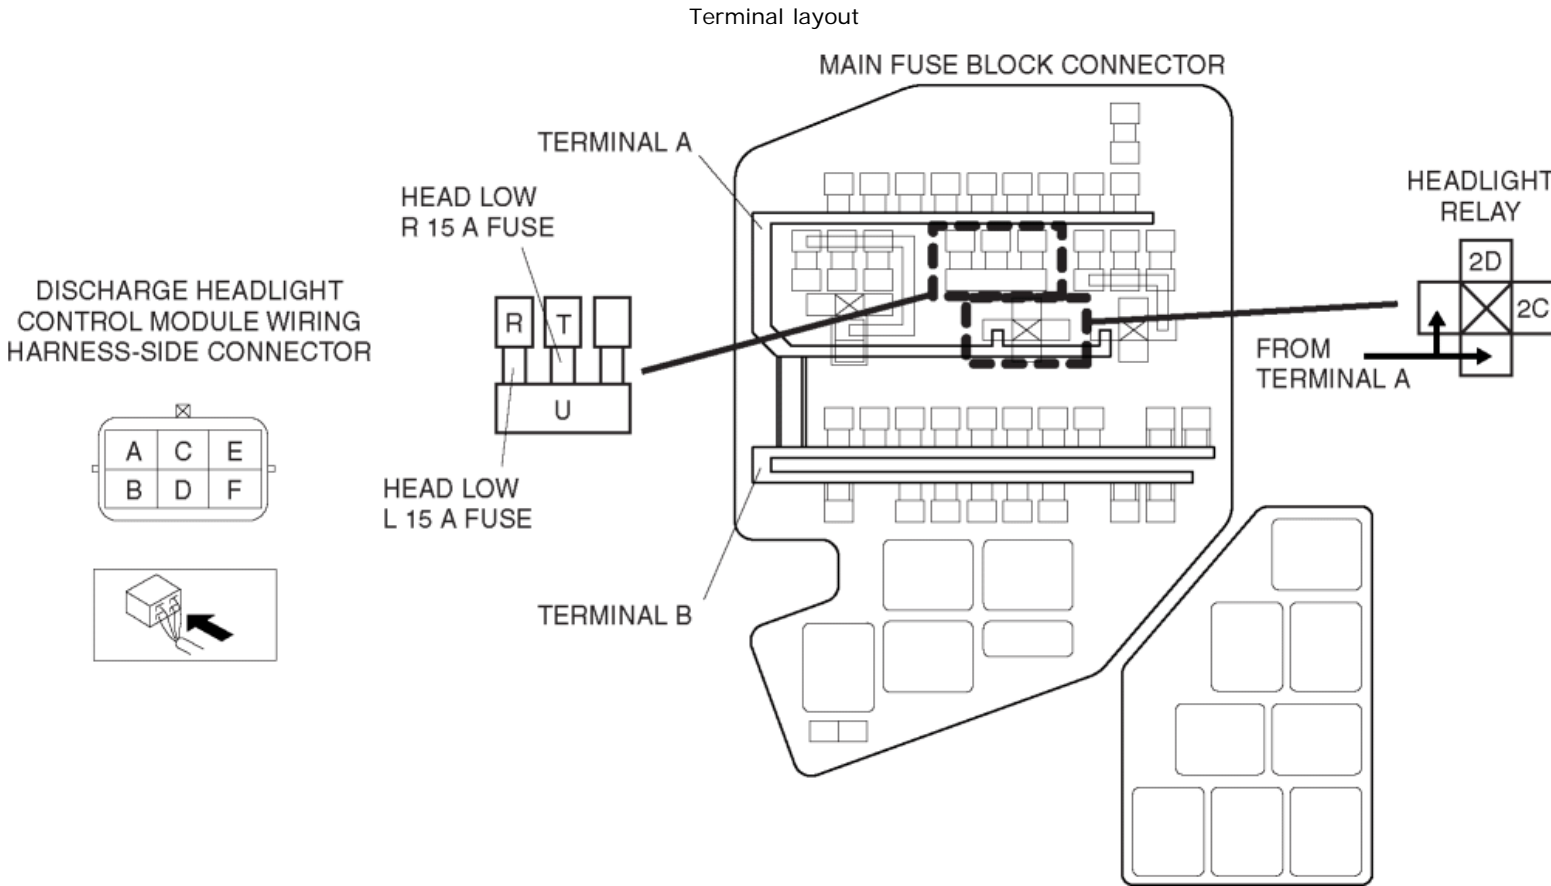 Terminal layout
MAIN FUSE BLOCK CONNECTOR
TERMINAL A
HEAD LOW
R 15 A FUSE
HEADLIGHT
RELAY
2D
2C
FROM
TERMINAL A
DISCHARGE HEADLIGHT
CONTROL MODULE WIRING
HARNESS-SIDE CONNECTOR
R T
U
A C E
B D F
HEAD LOW
L 15 A FUSE
TERMINAL B